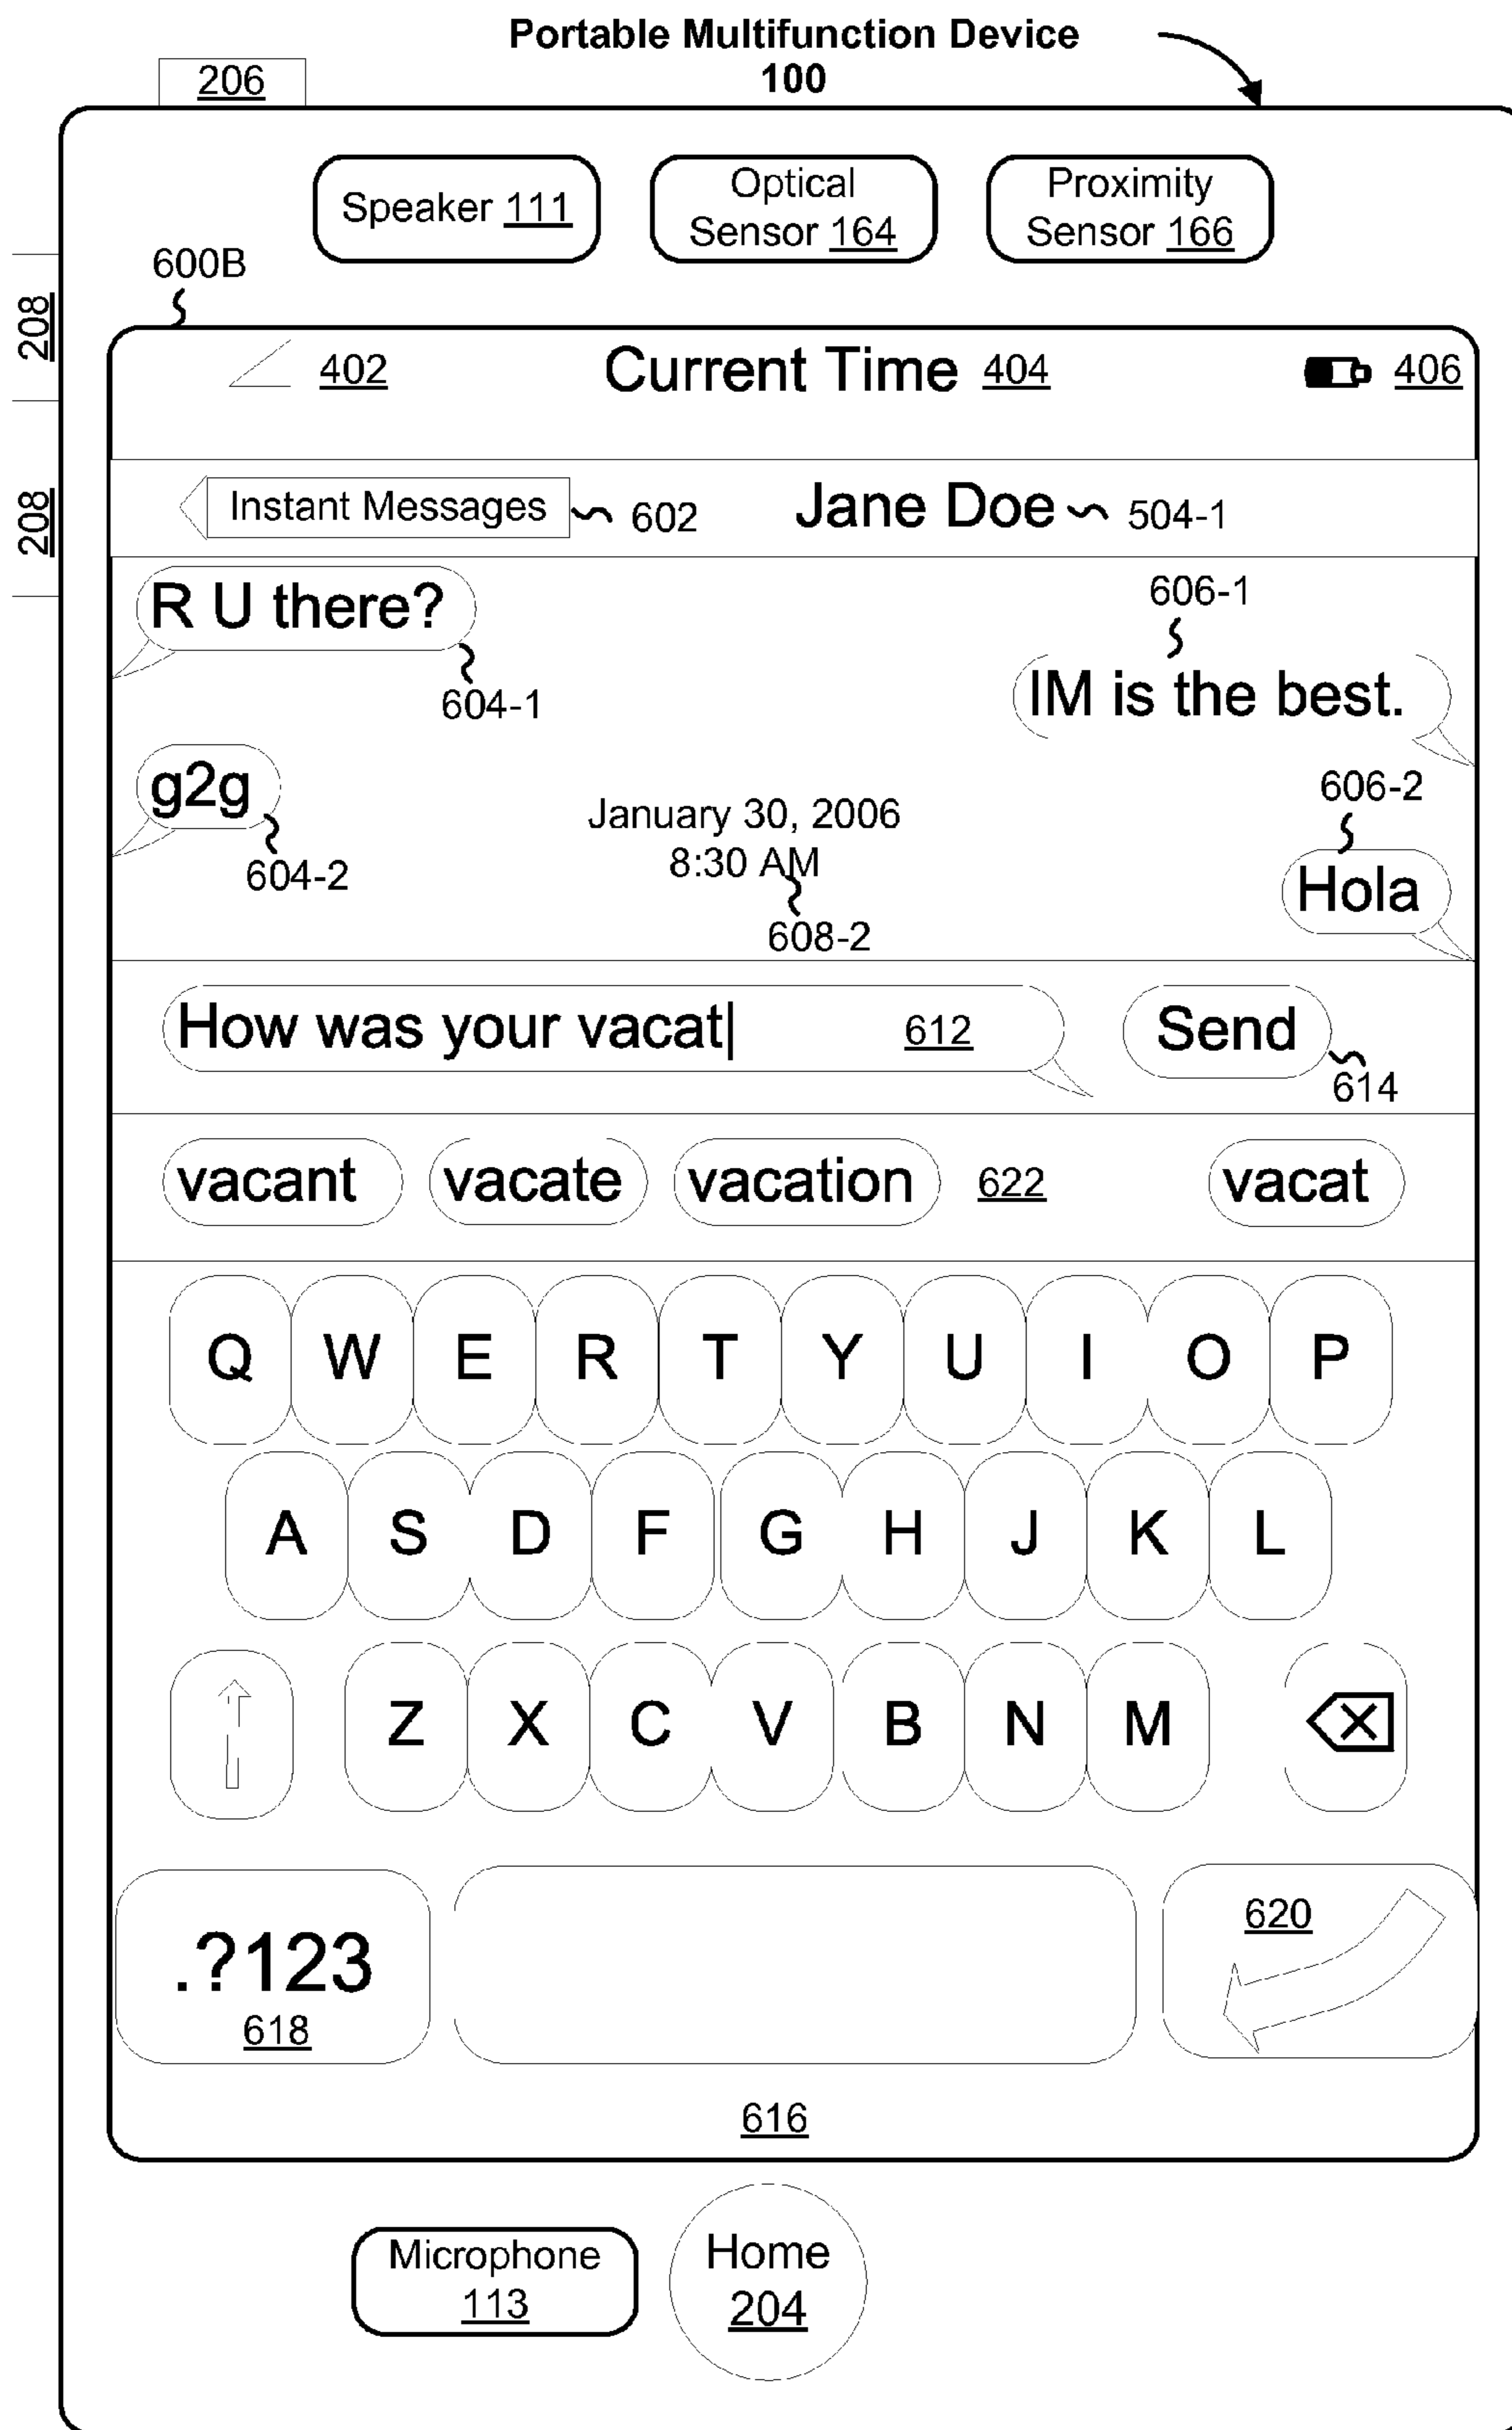 Portable Multifunction Device
100
206
Speaker 111
Optical
Sensor 164
Proximity
Sensor 166
600B
208
208
402
Current Time 404
406
Instant Messages
602
Jane Doe
504-1
R U there?
604-1
606-1
IM is the best.
g2g
604-2
January 30, 2006
8:30 AM
608-2
606-2
Hola
How was your vacat
612
Send
614
vacant
vacate
vacation
622
vacat
Q W E R T Y U I O P
A S D F G H J K L
Z X C V B N M
.?123
618
620
616
Microphone
113
Home
204